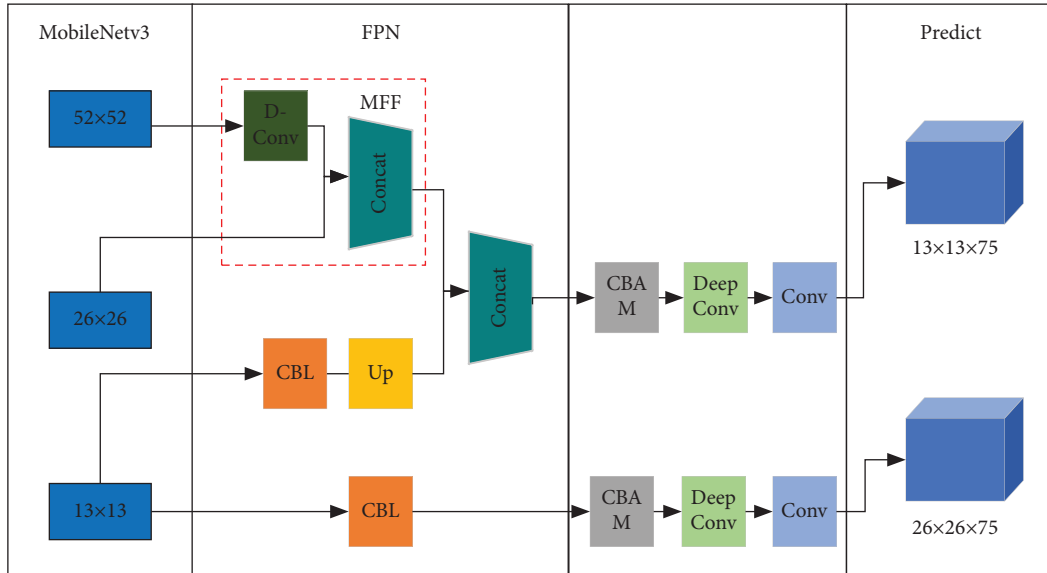 MobileNetv3
FPN
Predict
52×52
D-
Conv
MFF
Concat
26×26
Concat
CBA
M
Deep
Conv
Conv
13×13×75
CBL
Up
13×13
CBL
CBA
M
Deep
Conv
Conv
26×26×75